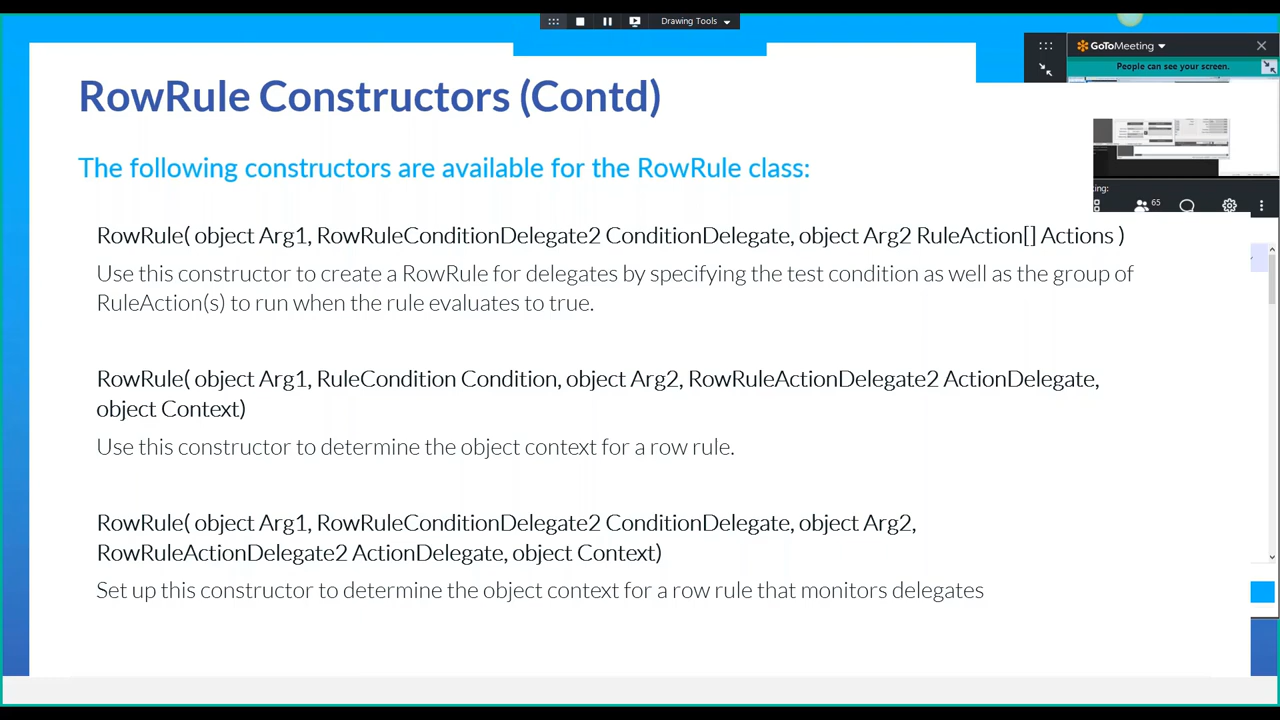 Drawing Tools
GoToMeeting
People can see your screen.
RowRule Constructors (Contd)
The following constructors are available for the RowRule class:
ting:
65
RowRule( object Arg1, RowRuleConditionDelegate2 ConditionDelegate, object Arg2 RuleAction[] Actions )
Use this constructor to create a RowRule for delegates by specifying the test condition as well as the group of
RuleAction(s) to run when the rule evaluates to true.
RowRule( object Arg1, RuleCondition Condition, object Arg2, RowRuleActionDelegate2 ActionDelegate,
object Context)
Use this constructor to determine the object context for a row rule.
RowRule( object Arg1, RowRuleConditionDelegate2 ConditionDelegate, object Arg2,
RowRuleActionDelegate2 ActionDelegate, object Context)
Set up this constructor to determine the object context for a row rule that monitors delegates